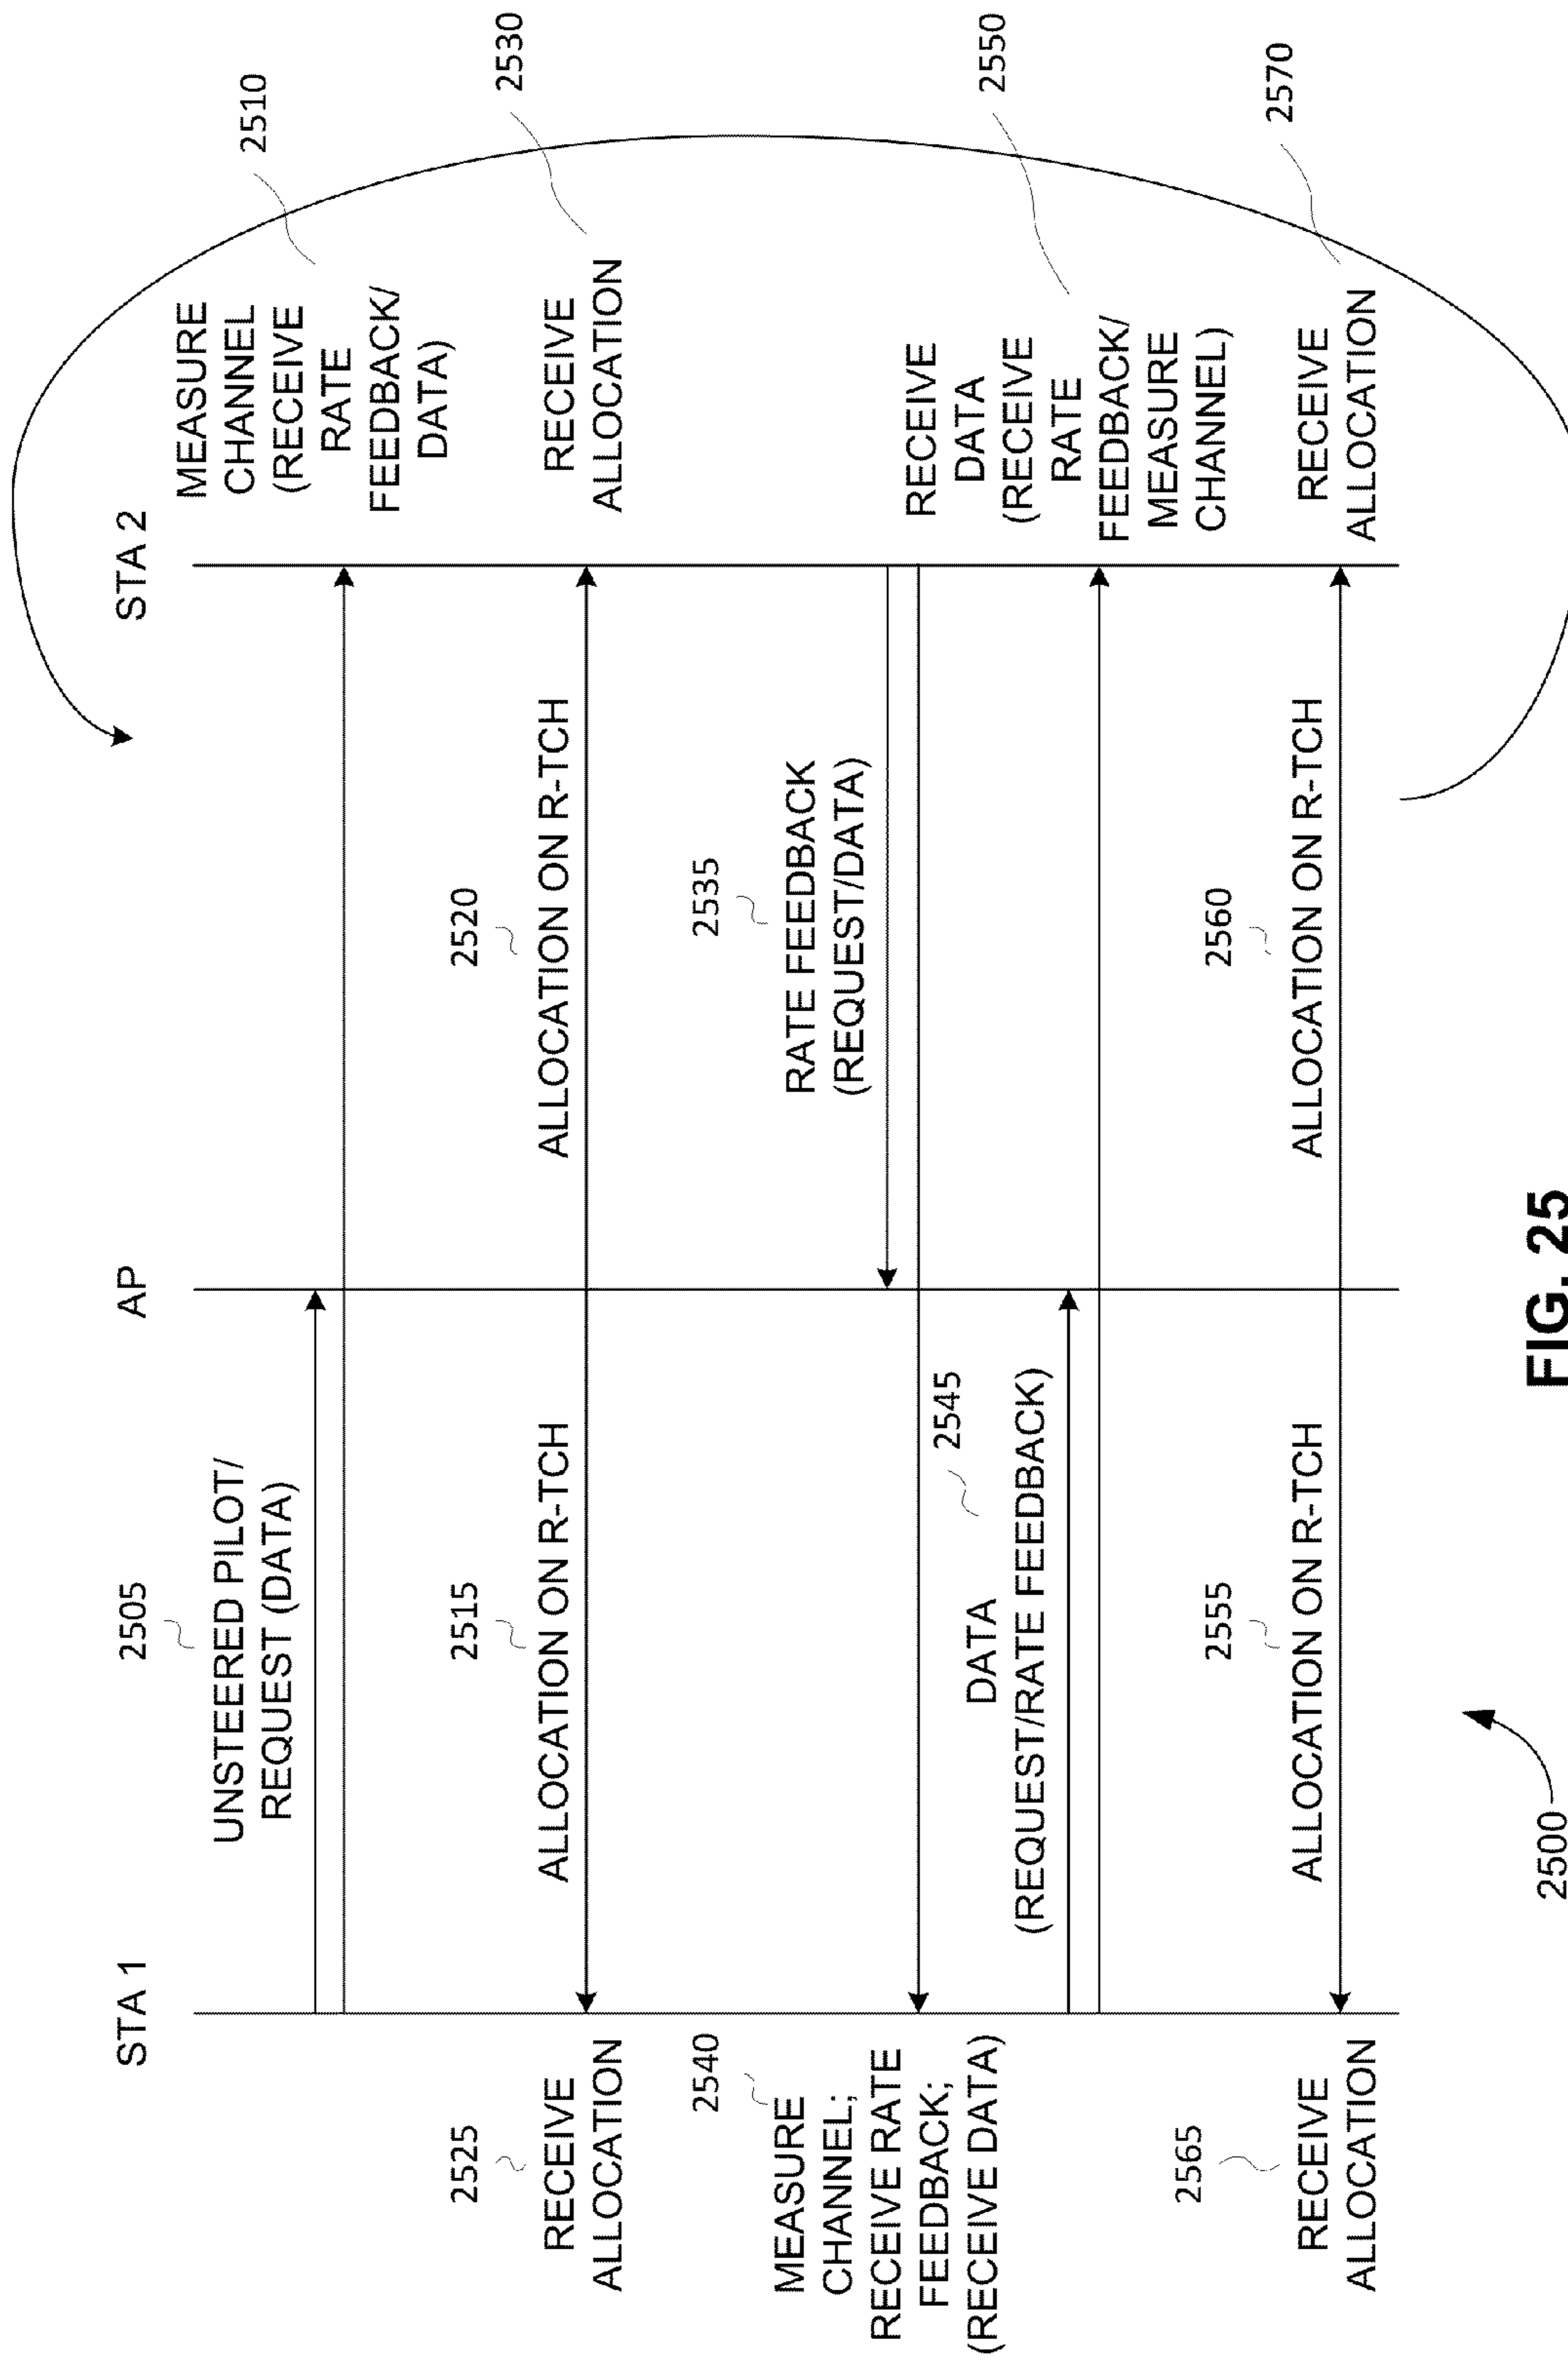 STA 1
AP
STA 2
2505
UNSTEERED PILOT/
REQUEST (DATA)
2510
MEASURE
CHANNEL
(RECEIVE
RATE
FEEDBACK/
DATA)
2515
ALLOCATION ON R-TCH
2520
ALLOCATION ON R-TCH
2525
RECEIVE
ALLOCATION
2530
RECEIVE
ALLOCATION
2535
RATE FEEDBACK
(REQUEST/DATA)
2540
MEASURE
CHANNEL;
RECEIVE RATE
FEEDBACK;
(RECEIVE DATA)
2545
DATA
(REQUEST/RATE FEEDBACK)
2550
RECEIVE
DATA
(RECEIVE
RATE
FEEDBACK/
MEASURE
CHANNEL)
2555
ALLOCATION ON R-TCH
2560
ALLOCATION ON R-TCH
2565
RECEIVE
ALLOCATION
2570
RECEIVE
ALLOCATION
2500
FIG. 25